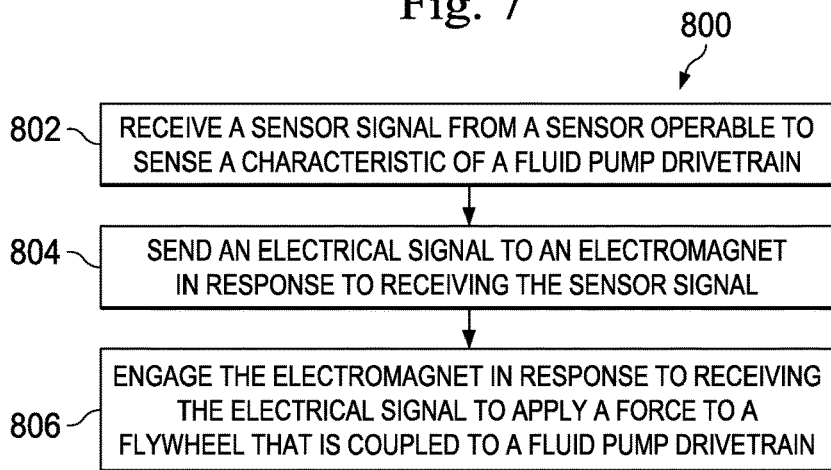 Fig. 7
800
802
RECEIVE A SENSOR SIGNAL FROM A SENSOR OPERABLE TO
SENSE A CHARACTERISTIC OF A FLUID PUMP DRIVETRAIN
804
SEND AN ELECTRICAL SIGNAL TO AN ELECTROMAGNET
IN RESPONSE TO RECEIVING THE SENSOR SIGNAL
806
ENGAGE THE ELECTROMAGNET IN RESPONSE TO RECEIVING
THE ELECTRICAL SIGNAL TO APPLY A FORCE TO A
FLYWHEEL THAT IS COUPLED TO A FLUID PUMP DRIVETRAIN